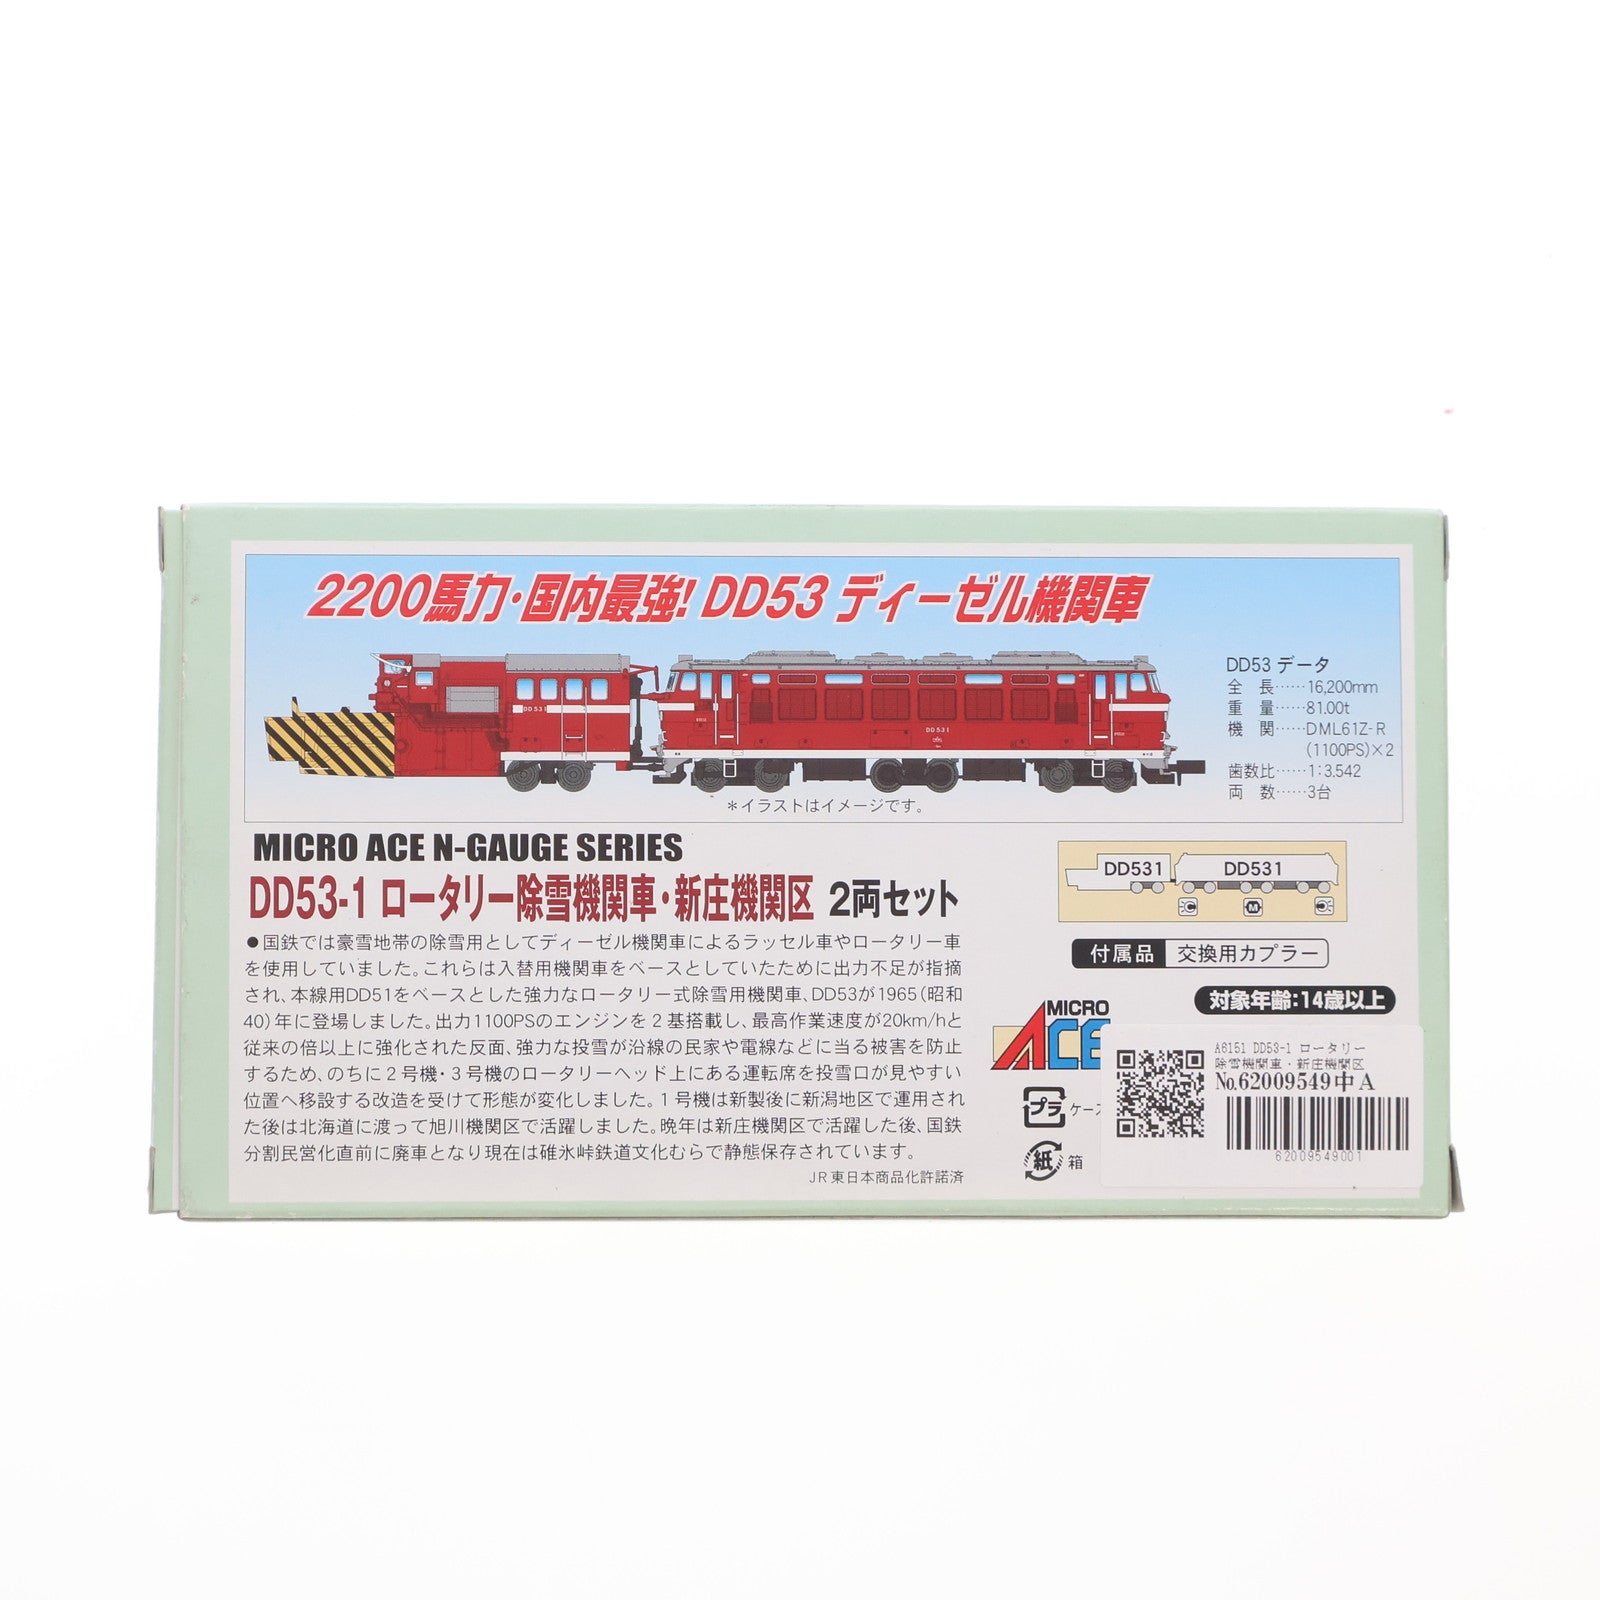 2200馬力・国内最強! DD53 ディーゼル機関車
DD53 データ
全 長……16,200mm
重 量……81.00t
機 関……DML61Z-R
(1100PS)×2
歯数比……1:3.542
両 数……3台
DD531
DD531
＊イラストはイメージです。
MICRO ACE N-GAUGE SERIES
DD53-1 ロータリー除雪機関車・新庄機関区 2両セット
●国鉄では豪雪地帯の除雪用としてディーゼル機関車によるラッセル車やロータリー車
を使用していました。これらは入替用機関車をベースとしていたために出力不足が指摘
され、本線用DD51をベースとした強力なロータリー式除雪用機関車、DD53が1965(昭和
40)年に登場しました。出力1100PSのエンジンを2基搭載し、最高作業速度が20km/hと
従来の倍以上に強化された反面、強力な投雪が沿線の民家や電線などに当る被害を防止
するため、のちに2号機・3号機のロータリーヘッド上にある運転席を投雪口が見やすい
位置へ移設する改造を受けて形態が変化しました。1号機は新製後に新潟地区で運用され
た後は北海道に渡って旭川機関区で活躍しました。晩年は新庄機関区で活躍した後、国鉄
分割民営化直前に廃車となり現在は碓氷峠鉄道文化むらで静態保存されています。
JR東日本商品化許諾済
DD531 DD531
M
付属品 交換用カプラー
対象年齢:14歳以上
MICRO
ACE
プラ ケース
紙 箱
A6151 DD53-1 ロータリー
除雪機関車・新庄機関区
No.62009549中A
62009549001